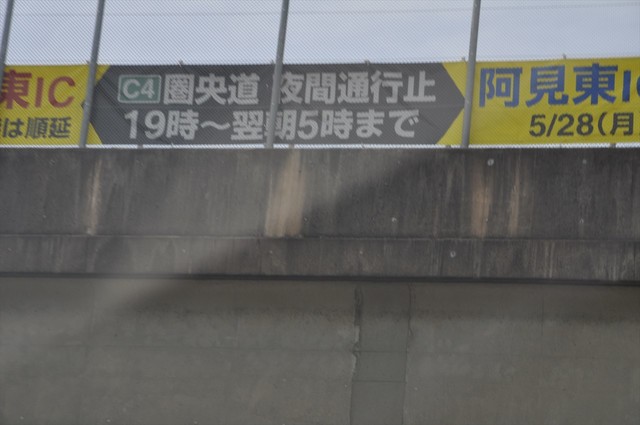 東IC
は順延
C4 圏央道 夜間通行止
19時～翌朝5時まで
阿見東IC
5/28(月